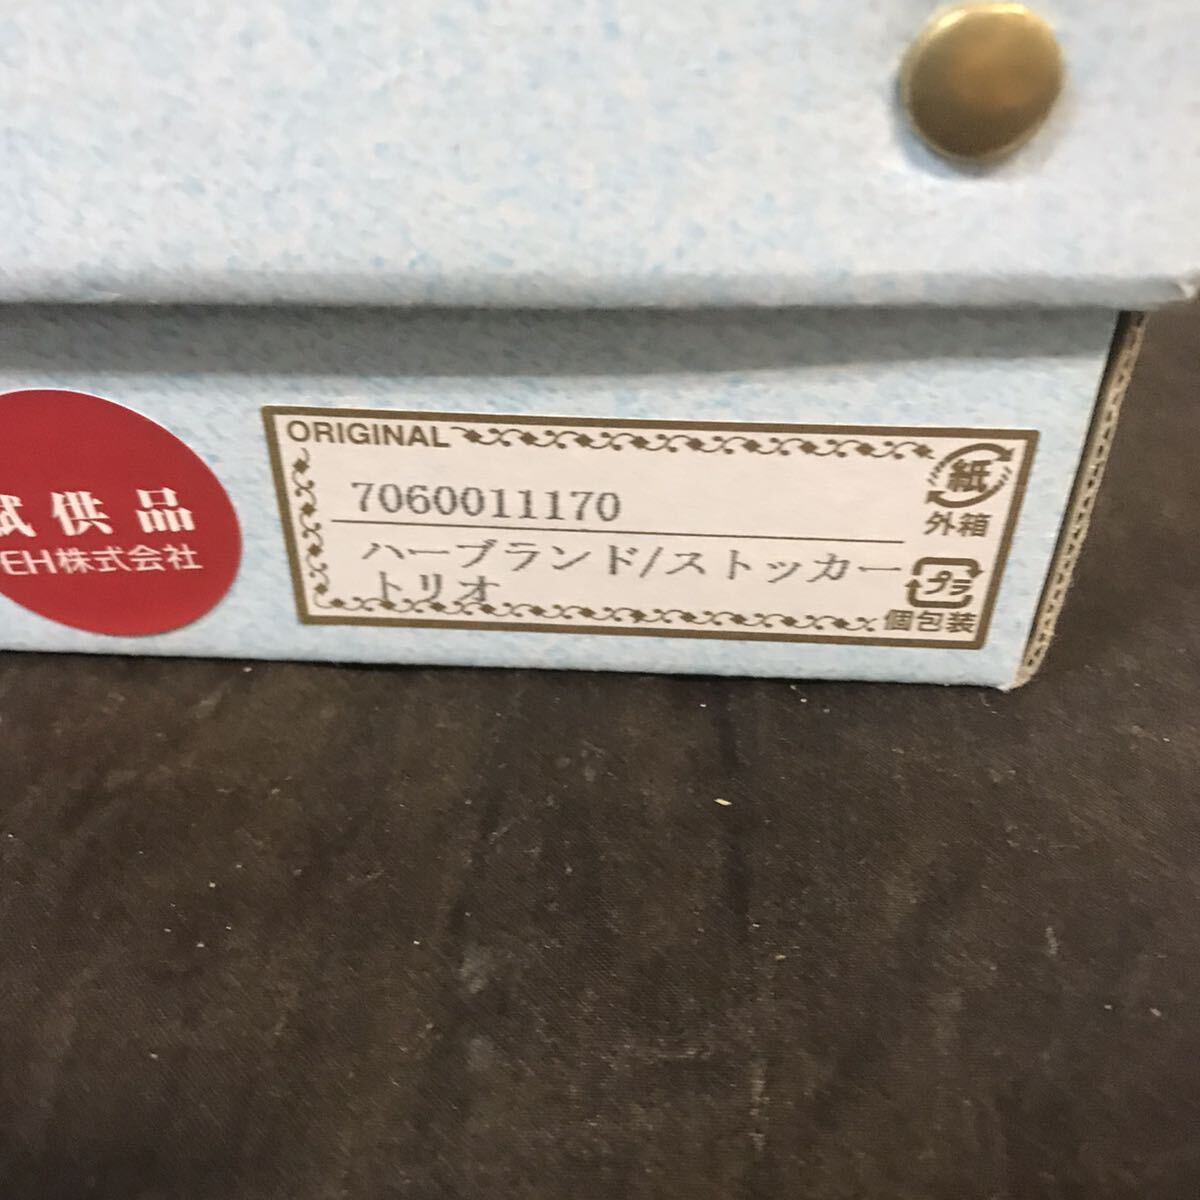 ORIGINAL
7060011170
ハーブランド/ストッカー
トリオ
紙
外箱
プラ
個包装
試供品
EH株式会社